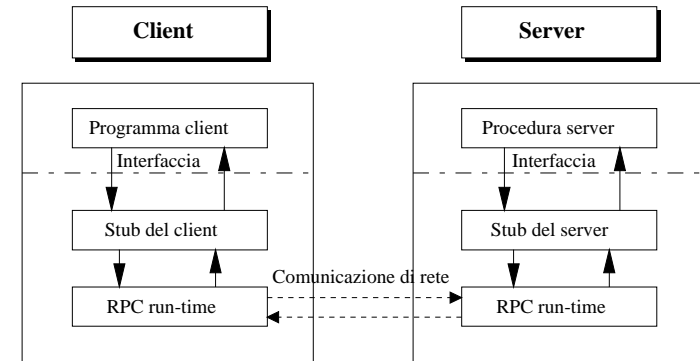 Client
Server
Programma client
Procedura server
Interfaccia
Interfaccia
Stub del client
Stub del server
Comunicazione di rete
RPC run-time
RPC run-time